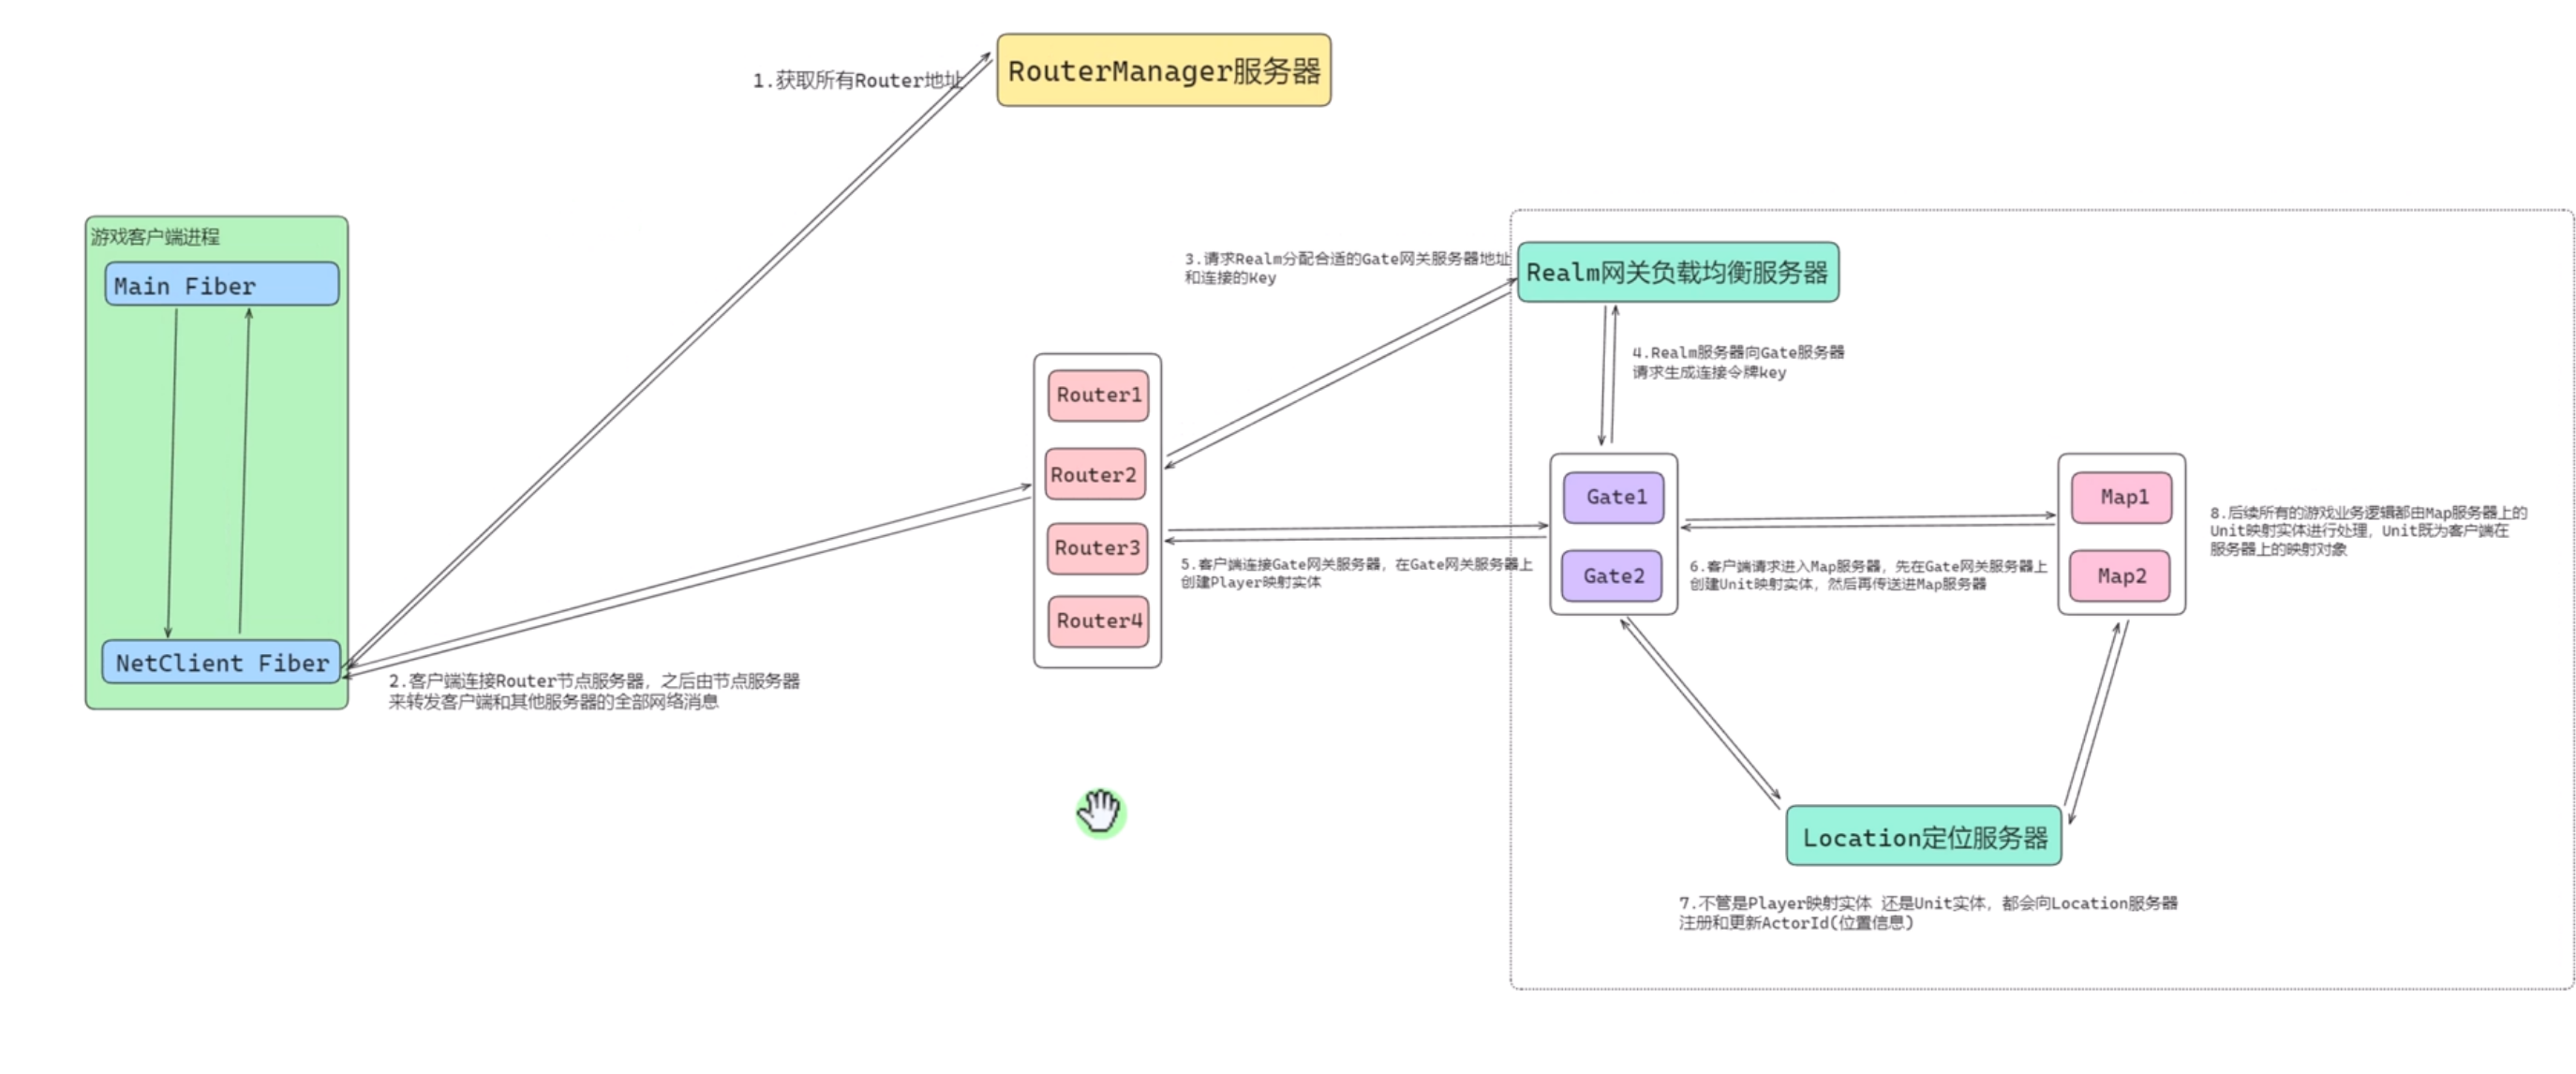 1.获取所有Router地址
RouterManager服务器
游戏客户端进程
Main Fiber
NetClient Fiber
2.客户端连接Router节点服务器，之后由节点服务器
来转发客户端和其他服务器的全部网络消息
Router1
Router2
Router3
Router4
3.请求Realm分配合适的Gate网关服务器地址
和连接的Key
Realm网关负载均衡服务器
4.Realm服务器向Gate服务器
请求生成连接令牌key
Gate1
Gate2
5.客户端连接Gate网关服务器，在Gate网关服务器上
创建Player映射实体
6.客户端请求进入Map服务器，先在Gate网关服务器上
创建Unit映射实体，然后再传送进Map服务器
Map1
Map2
8.后续所有的游戏业务逻辑都由Map服务器上的
Unit映射实体进行处理，Unit既为客户端在
服务器上的映射对象
Location定位服务器
7.不管是Player映射实体 还是Unit实体，都会向Location服务器
注册和更新ActorId(位置信息)